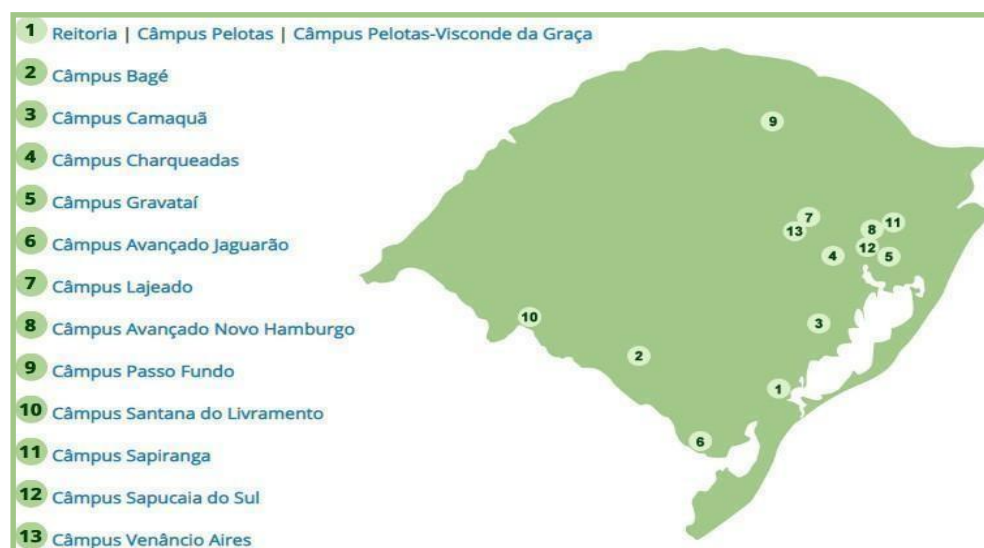 1 Reitoria | Câmpus Pelotas | Câmpus Pelotas-Visconde da Graça
2 Câmpus Bagé
3 Câmpus Camaquã
4 Câmpus Charqueadas
5 Câmpus Gravataí
6 Câmpus Avançado Jaguarão
7 Câmpus Lajeado
8 Câmpus Avançado Novo Hamburgo
9 Câmpus Passo Fundo
10 Câmpus Santana do Livramento
11 Câmpus Sapiranga
12 Câmpus Sapucaia do Sul
13 Câmpus Venâncio Aires
9
7
11
13
8
12
4
5
10
3
2
1
6